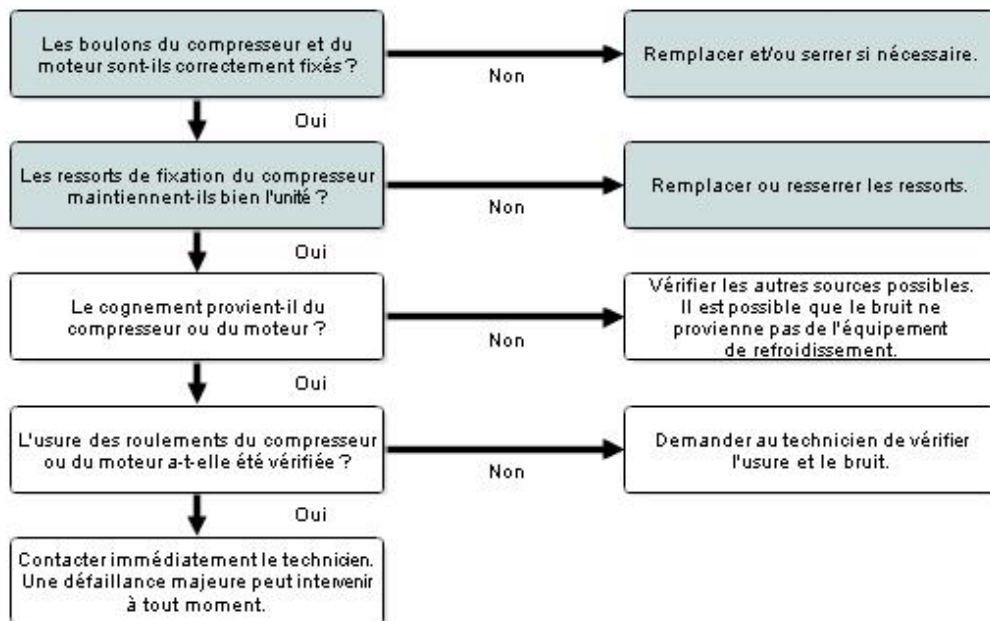 Les boulons du compresseur et du
moteur sont-ils correctement fixés ?
Non
Remplacer et/ou serrer si nécessaire.
Oui
Les ressorts de fixation du compresseur
maintiennent-ils bien l'unité ?
Non
Remplacer ou resserrer les ressorts.
Oui
Le cognement provient-il du
compresseur ou du moteur ?
Non
Vérifier les autres sources possibles.
Il est possible que le bruit ne
provienne pas de l'équipement
de refroidissement.
Oui
L'usure des roulements du compresseur
ou du moteur a-t-elle été vérifiée ?
Non
Demander au technicien de vérifier
l'usure et le bruit.
Oui
Contacter immédiatement le technicien.
Une défaillance majeure peut intervenir
à tout moment.